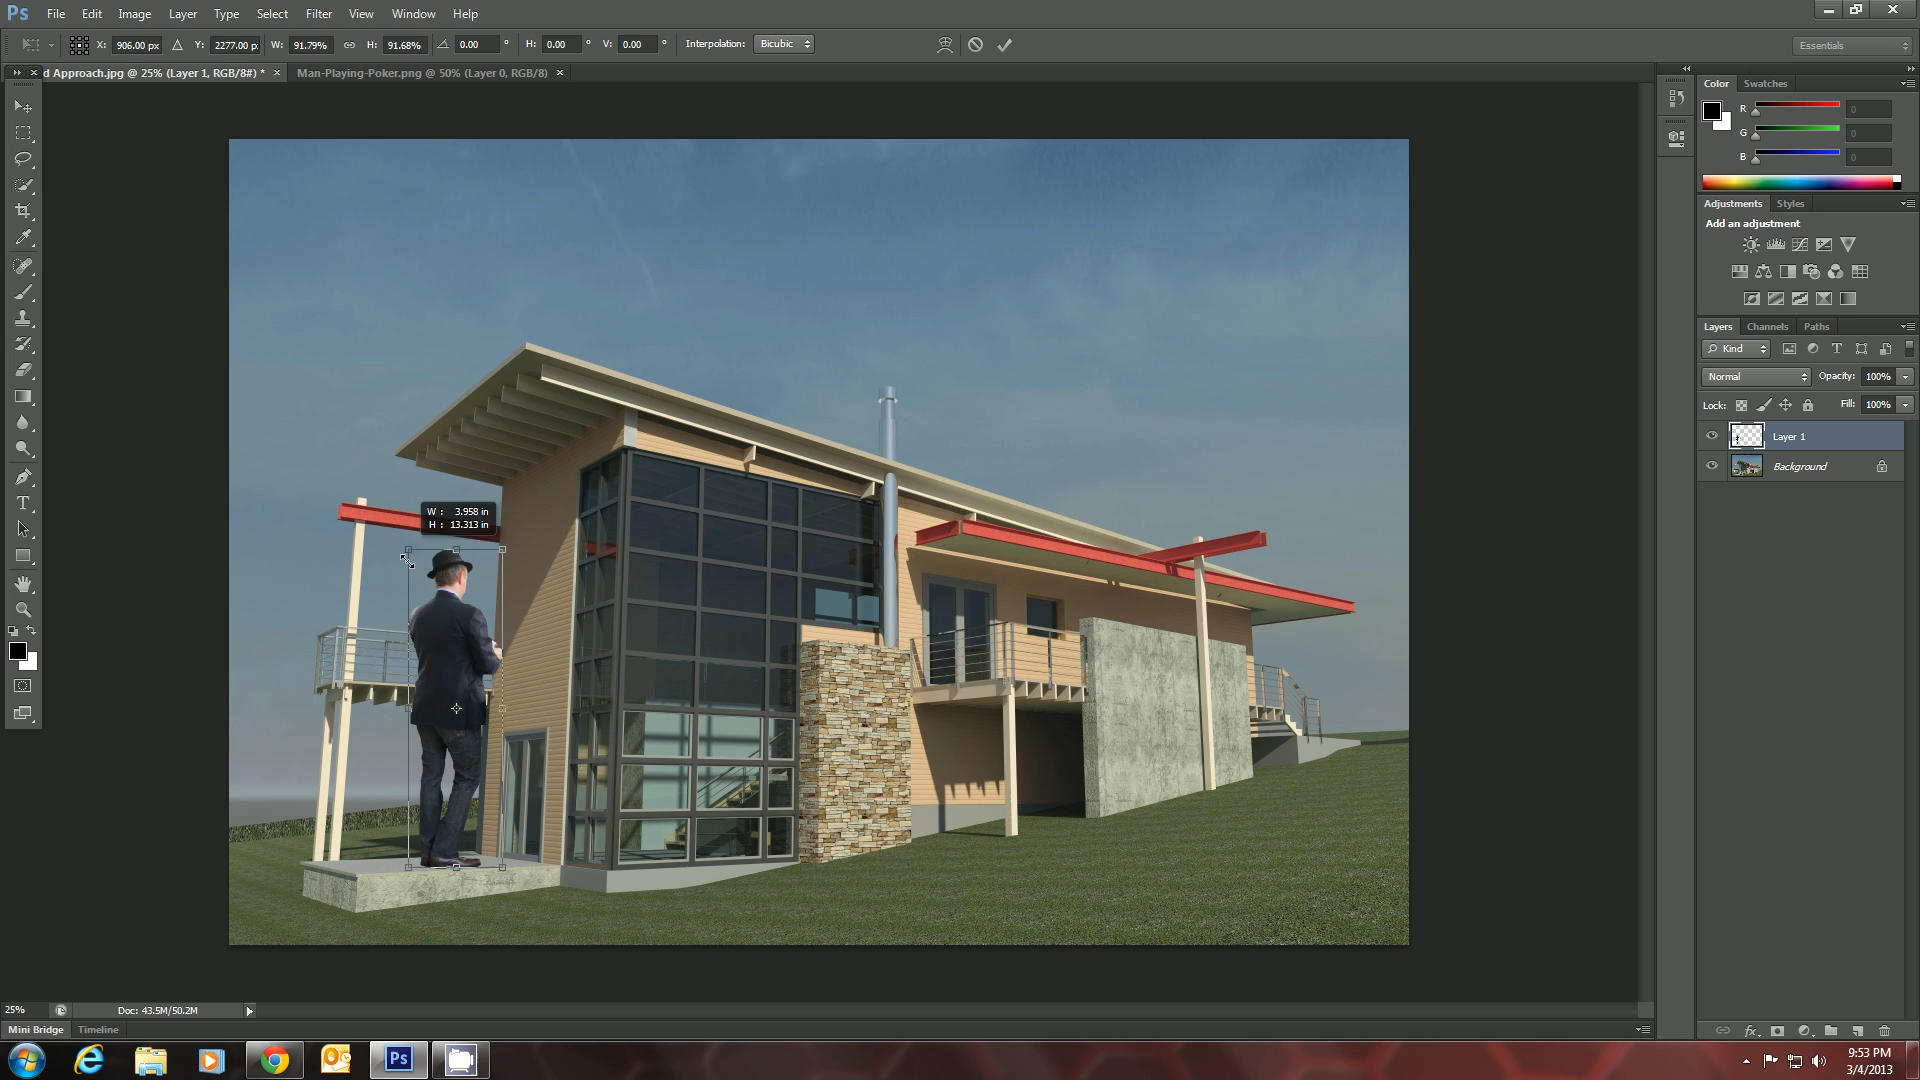 Ps File Edit Image Layer Type Select Filter View Window Help
X: 906.00 px Y: 2277.00 p: W: 91.79% H: 91.68% 0.00 ° H: 0.00 ° V: 0.00 ° Interpolation: Bicubic Essentials
d Approach.jpg @ 25% (Layer 1, RGB/8#) * × Man-Playing-Poker.png @ 50% (Layer 0, RGB/8) ×
Color Swatches
R 0
G 0
B 0
Adjustments Styles
Add an adjustment
Layers Channels Paths
Kind
Normal Opacity: 100%
Lock: Fill: 100%
Layer 1
Background
W : 3.958 in
H : 13.313 in
25% Doc: 43.5M/50.2M
Mini Bridge Timeline
Ps
9:53 PM
3/4/2013